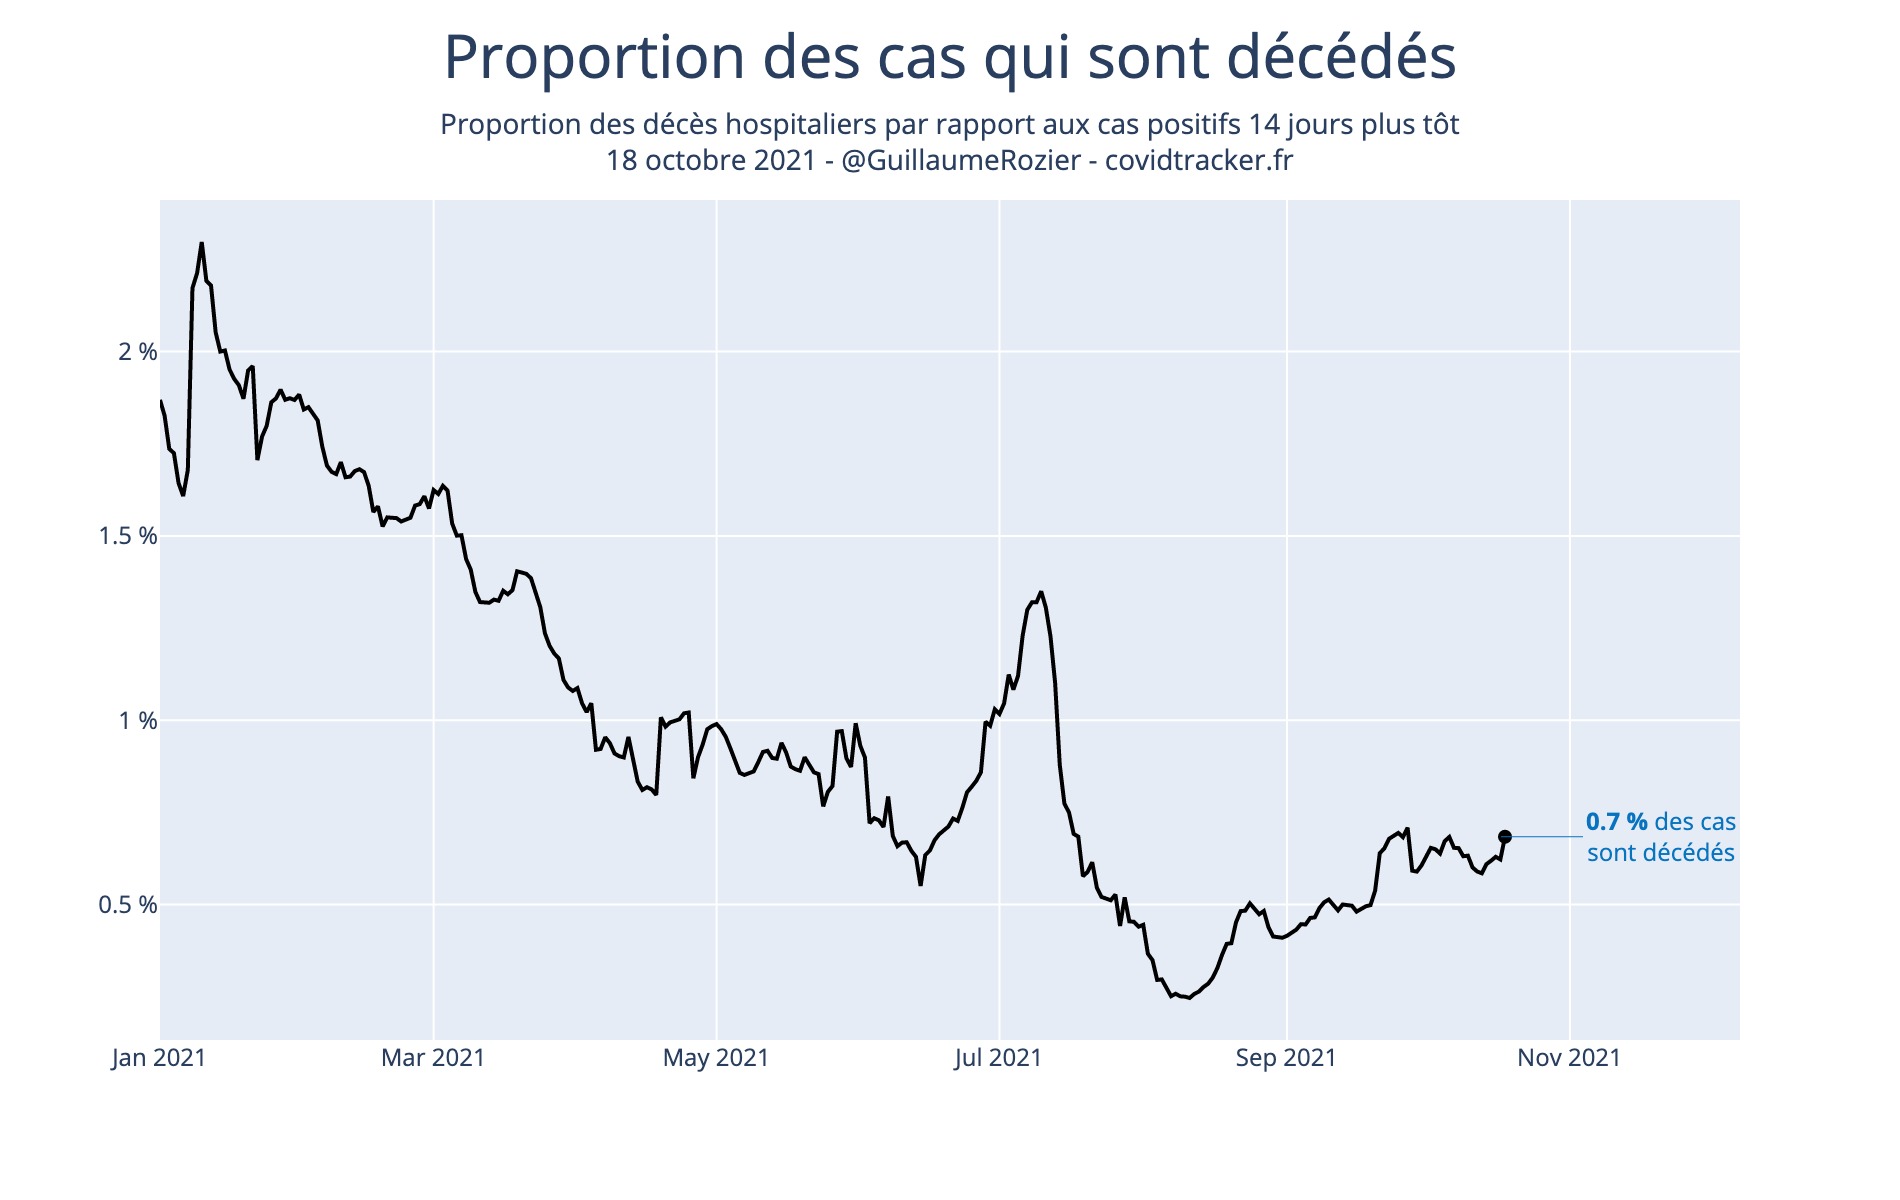 Proportion des cas qui sont décédés
Proportion des décès hospitaliers par rapport aux cas positifs 14 jours plus tôt
18 octobre 2021 - @GuillaumeRozier - covidtracker.fr
2 %
1.5 %
1 %
0.5 %
0.7 % des cas
sont décédés
Jan 2021
Mar 2021
May 2021
Jul 2021
Sep 2021
Nov 2021